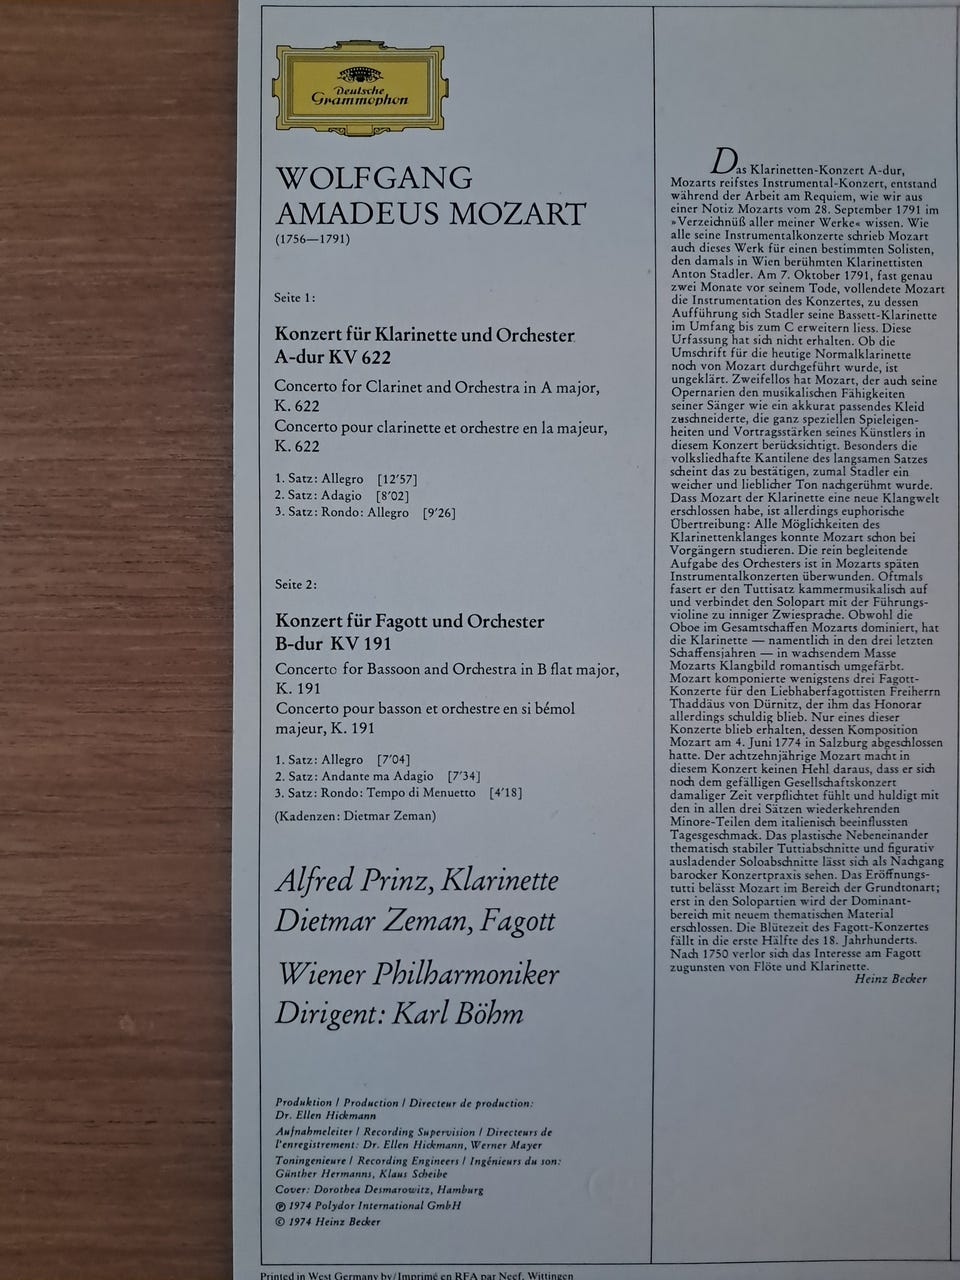 Deutsche
Grammophon
WOLFGANG
AMADEUS MOZART
(1756—1791)
Seite 1:
Konzert für Klarinette und Orchester
A-dur KV 622
Concerto for Clarinet and Orchestra in A major,
K. 622
Concerto pour clarinette et orchestre en la majeur,
K. 622
1. Satz: Allegro [12′57]
2. Satz: Adagio [8′02]
3. Satz: Rondo: Allegro [9′26]
Seite 2:
Konzert für Fagott und Orchester
B-dur KV 191
Concerto for Bassoon and Orchestra in B flat major,
K. 191
Concerto pour basson et orchestre en si bémol
majeur, K. 191
1. Satz: Allegro [7′04]
2. Satz: Andante ma Adagio [7′34]
3. Satz: Rondo: Tempo di Menuetto [4′18]
(Kadenzen: Dietmar Zeman)
Alfred Prinz, Klarinette
Dietmar Zeman, Fagott
Wiener Philharmoniker
Dirigent: Karl Böhm
Produktion / Production / Directeur de production:
Dr. Ellen Hickmann
Aufnahmeleiter / Recording Supervision / Directeurs de
l'enregistrement: Dr. Ellen Hickmann, Werner Mayer
Toningenieure / Recording Engineers / Ingénieurs du son:
Günther Hermanns, Klaus Scheibe
Cover: Dorothea Desmarowitz, Hamburg
℗ 1974 Polydor International GmbH
© 1974 Heinz Becker
Das Klarinetten-Konzert A-dur,
Mozarts reifstes Instrumental-Konzert, entstand
während der Arbeit am Requiem, wie wir aus
einer Notiz Mozarts vom 28. September 1791 im
»Verzeichnüß aller meiner Werke« wissen. Wie
alle seine Instrumentalkonzerte schrieb Mozart
auch dieses Werk für einen bestimmten Solisten,
den damals in Wien berühmten Klarinettisten
Anton Stadler. Am 7. Oktober 1791, fast genau
zwei Monate vor seinem Tode, vollendete Mozart
die Instrumentation des Konzertes, zu dessen
Aufführung sich Stadler seine Bassett-Klarinette
im Umfang bis zum C erweitern liess. Diese
Urfassung hat sich nicht erhalten. Ob die
Umschrift für die heutige Normalklarinette
noch von Mozart durchgeführt wurde, ist
ungeklärt. Zweifellos hat Mozart, der auch seine
Opernarien den musikalischen Fähigkeiten
seiner Sänger wie ein akkurat passendes Kleid
zuschneiderte, die ganz speziellen Spieleigen-
heiten und Vortragsstärken seines Künstlers in
diesem Konzert berücksichtigt. Besonders die
volksliedhafte Kantilene des langsamen Satzes
scheint das zu bestätigen, zumal Stadler ein
weicher und lieblicher Ton nachgerühmt wurde.
Dass Mozart der Klarinette eine neue Klangwelt
erschlossen habe, ist allerdings euphorische
Übertreibung: Alle Möglichkeiten des
Klarinettenklanges konnte Mozart schon bei
Vorgängern studieren. Die rein begleitende
Aufgabe des Orchesters ist in Mozarts späten
Instrumentalkonzerten überwunden. Oftmals
fasert er den Tuttisatz kammermusikalisch auf
und verbindet den Solopart mit der Führungs-
violine zu inniger Zwiesprache. Obwohl die
Oboe im Gesamtschaffen Mozarts dominiert, hat
die Klarinette — namentlich in den drei letzten
Schaffensjahren — in wachsendem Masse
Mozarts Klangbild romantisch umgefärbt.
Mozart komponierte wenigstens drei Fagott-
Konzerte für den Liebhaberfagottisten Freiherrn
Thaddäus von Dürnitz, der ihm das Honorar
allerdings schuldig blieb. Nur eines dieser
Konzerte blieb erhalten, dessen Komposition
Mozart am 4. Juni 1774 in Salzburg abgeschlossen
hatte. Der achtzehnjährige Mozart macht in
diesem Konzert keinen Hehl daraus, dass er sich
noch dem gefälligen Gesellschaftskonzert
damaliger Zeit verpflichtet fühlt und huldigt mit
den in allen drei Sätzen wiederkehrenden
Minore-Teilen dem italienisch beeinflussten
Tagesgeschmack. Das plastische Nebeneinander
thematisch stabiler Tuttiabschnitte und figurativ
ausladender Soloabschnitte lässt sich als Nachgang
barocker Konzertpraxis sehen. Das Eröffnungs-
tutti belässt Mozart im Bereich der Grundtonart;
erst in den Solopartien wird der Dominant-
bereich mit neuem thematischen Material
erschlossen. Die Blütezeit des Fagott-Konzertes
fällt in die erste Hälfte des 18. Jahrhunderts.
Nach 1750 verlor sich das Interesse am Fagott
zugunsten von Flöte und Klarinette.
Heinz Becker
Printed in West Germany by/Imprimé en RFA par Neef, Wittingen